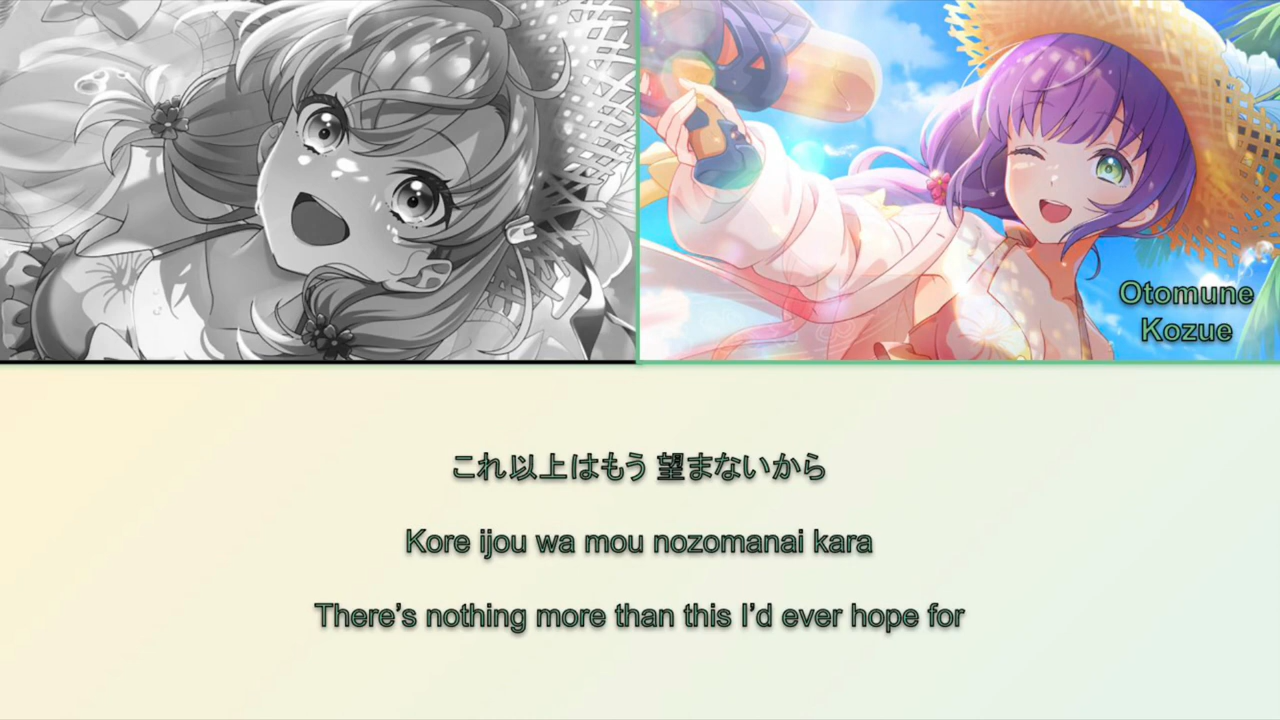 Otomune
Kozue
これ以上はもう 望まないから
Kore ijou wa mou nozomanai kara
There's nothing more than this I'd ever hope for